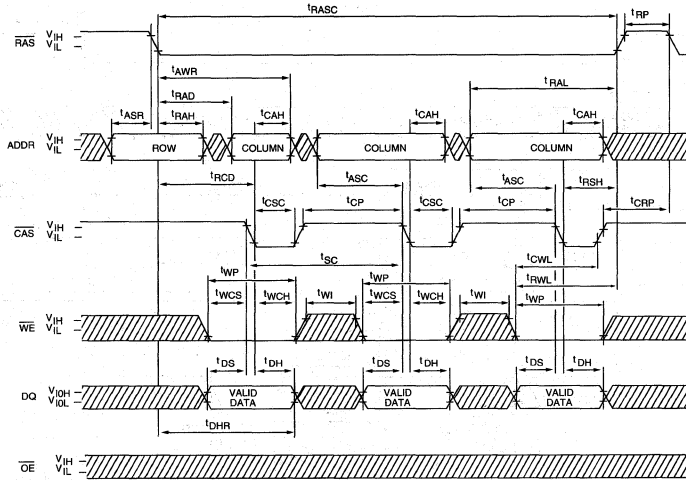 tRASC
tRP
RAS VIH
VIL
tAWR
tRAD
tRAL
tASR
tRAH
tCAH
tCAH
tCAH
ADDR VIH
VIL
ROW
COLUMN
COLUMN
COLUMN
tRCD
tASC
tASC
tRSH
tCSC
tCP
tCSC
tCP
tCRP
CAS VIH
VIL
tSC
tCWL
tWP
tWP
tRWL
tWCS
tWCH
tWI
tWCS
tWCH
tWI
tWP
WE VIH
VIL
tDS
tDH
tDS
tDH
tDS
tDH
DQ VIOH
VIOL
VALID
DATA
VALID
DATA
VALID
DATA
tDHR
OE VIH
VIL